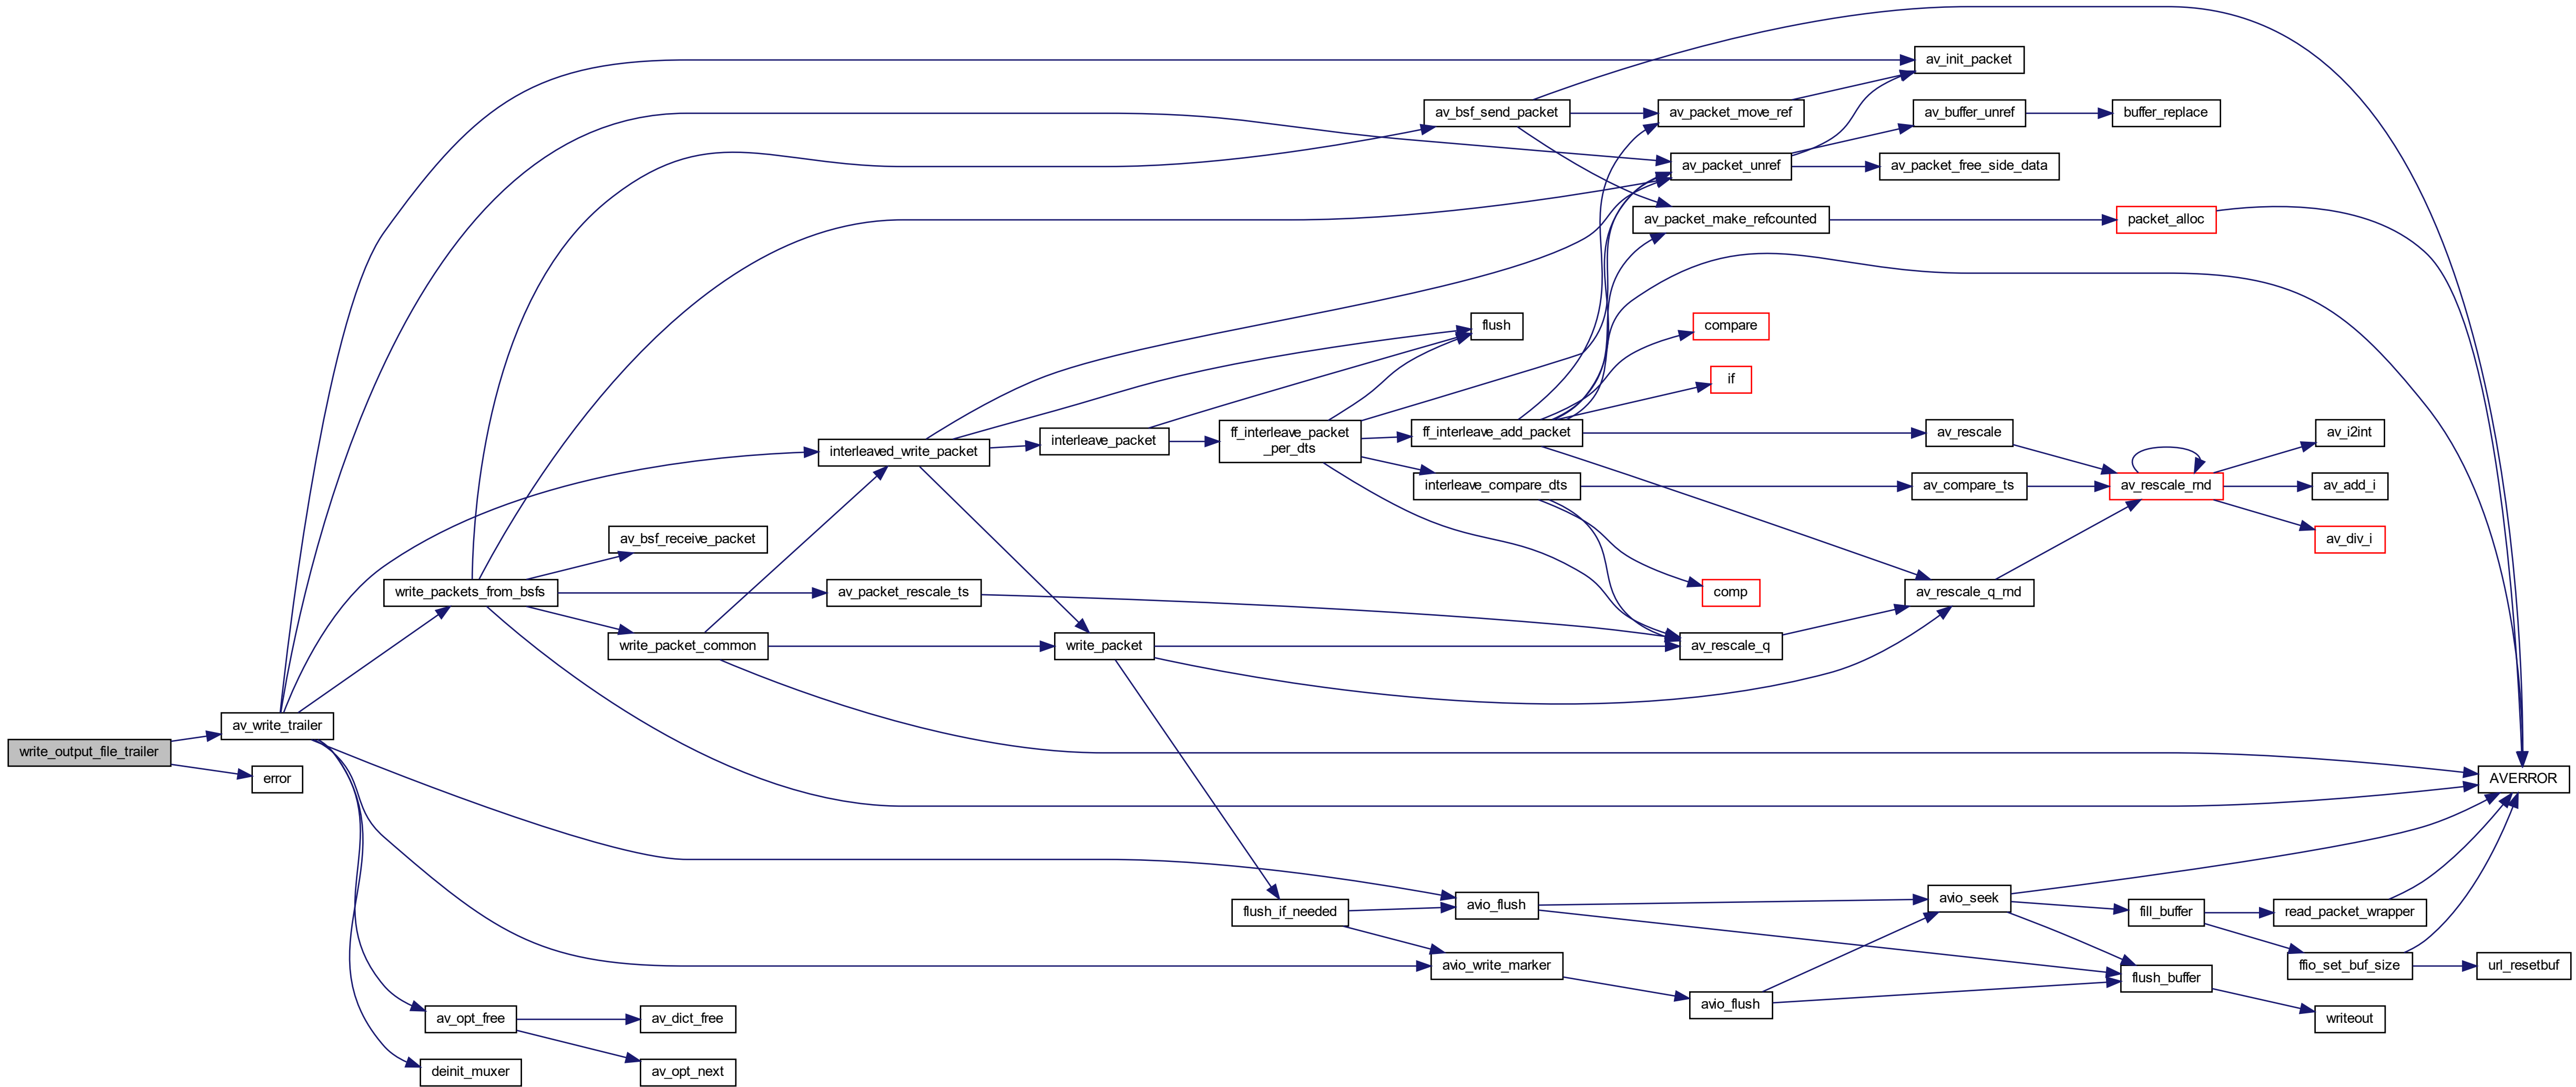 av_init_packet
av_bsf_send_packet
av_packet_move_ref
av_buffer_unref
buffer_replace
av_packet_unref
av_packet_free_side_data
av_packet_make_refcounted
packet_alloc
flush
compare
if
interleaved_write_packet
interleave_packet
ff_interleave_packet
_per_dts
ff_interleave_add_packet
av_rescale
av_i2int
interleave_compare_dts
av_compare_ts
av_rescale_rnd
av_add_i
av_bsf_receive_packet
av_div_i
write_packets_from_bsfs
av_packet_rescale_ts
comp
av_rescale_q_rnd
write_packet_common
write_packet
av_rescale_q
av_write_trailer
write_output_file_trailer
error
AVERROR
flush_if_needed
avio_flush
avio_seek
fill_buffer
read_packet_wrapper
avio_write_marker
ffio_set_buf_size
url_resetbuf
flush_buffer
avio_flush
av_opt_free
av_dict_free
writeout
deinit_muxer
av_opt_next